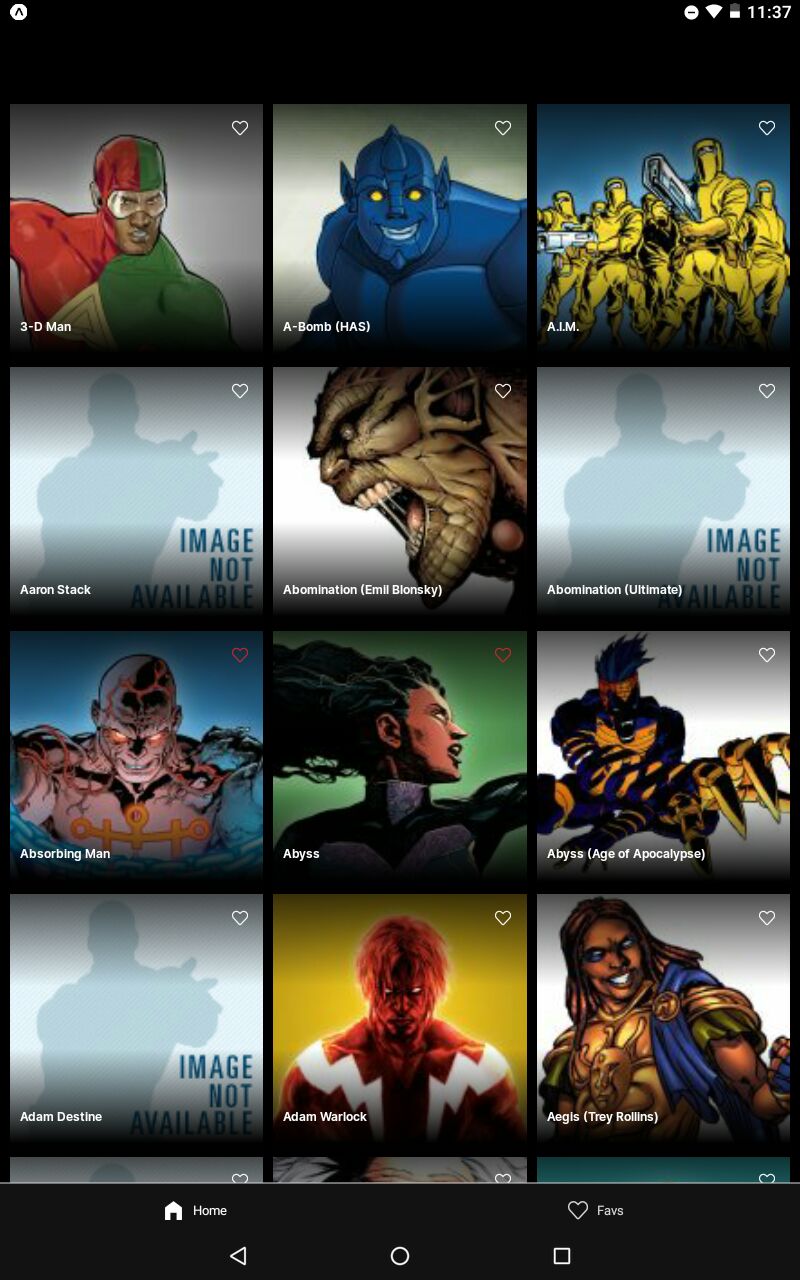 11:37
3-D Man
A-Bomb (HAS)
A.I.M.
IMAGE
NOT
AVAILABLE
Aaron Stack
Abomination (Emil Blonsky)
IMAGE
NOT
AVAILABLE
Abomination (Ultimate)
Absorbing Man
Abyss
Abyss (Age of Apocalypse)
IMAGE
NOT
AVAILABLE
Adam Destine
Adam Warlock
Aegis (Trey Rollins)
Home
Favs